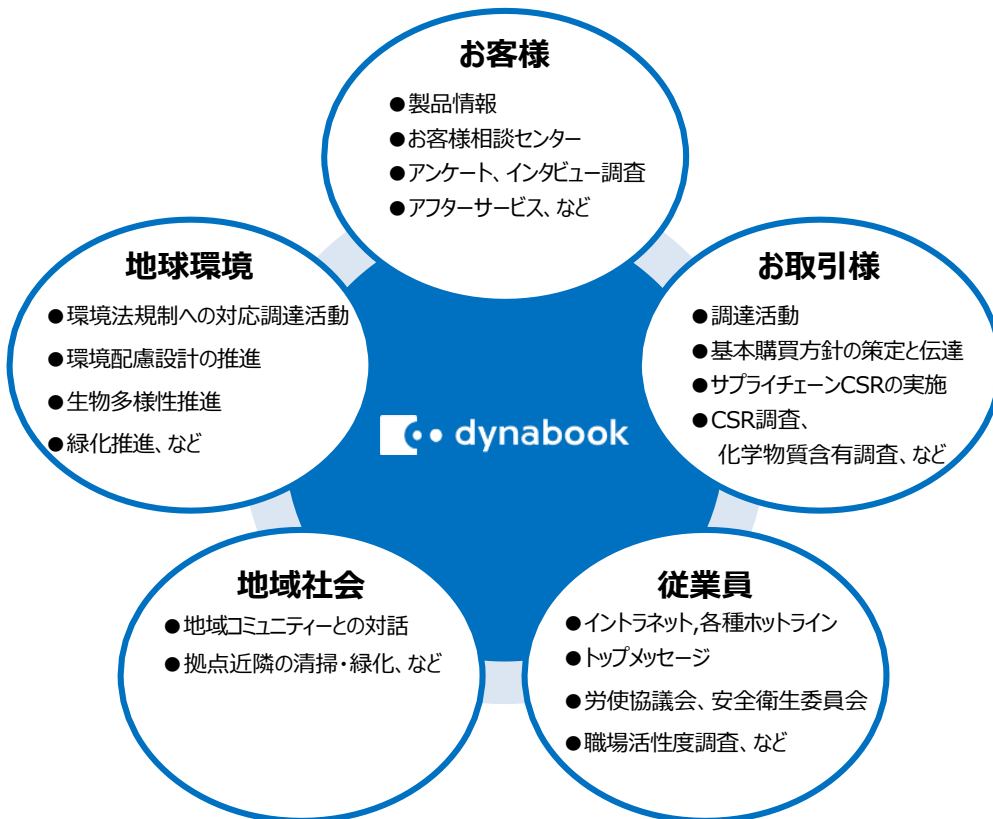 お客様
●製品情報
●お客様相談センター
●アンケート、インタビュー調査
●アフターサービス、など
地球環境
●環境法規制への対応調達活動
●環境配慮設計の推進
●生物多様性推進
●緑化推進、など
お取引様
●調達活動
●基本購買方針の策定と伝達
●サプライチェーンCSRの実施
●CSR調査、
化学物質含有調査、など
dynabook
地域社会
●地域コミュニティーとの対話
●拠点近隣の清掃・緑化、など
従業員
●イントラネット,各種ホットライン
●トップメッセージ
●労使協議会、安全衛生委員会
●職場活性度調査、など